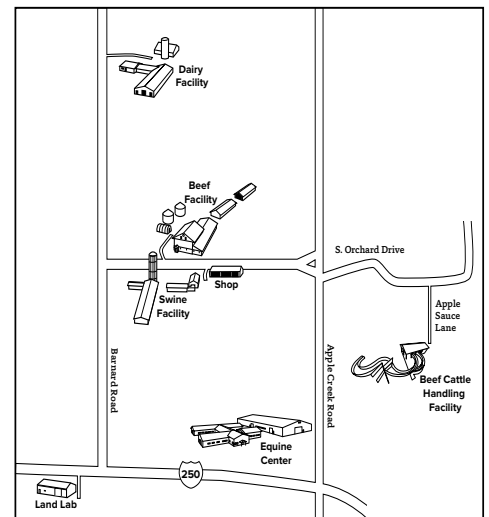 Dairy
Facility
Beef
Facility
S. Orchard Drive
Shop
Swine
Facility
Apple
Sauce
Lane
Barnard Road
Apple Creek Road
Beef Cattle
Handling
Facility
Equine
Center
250
Land Lab